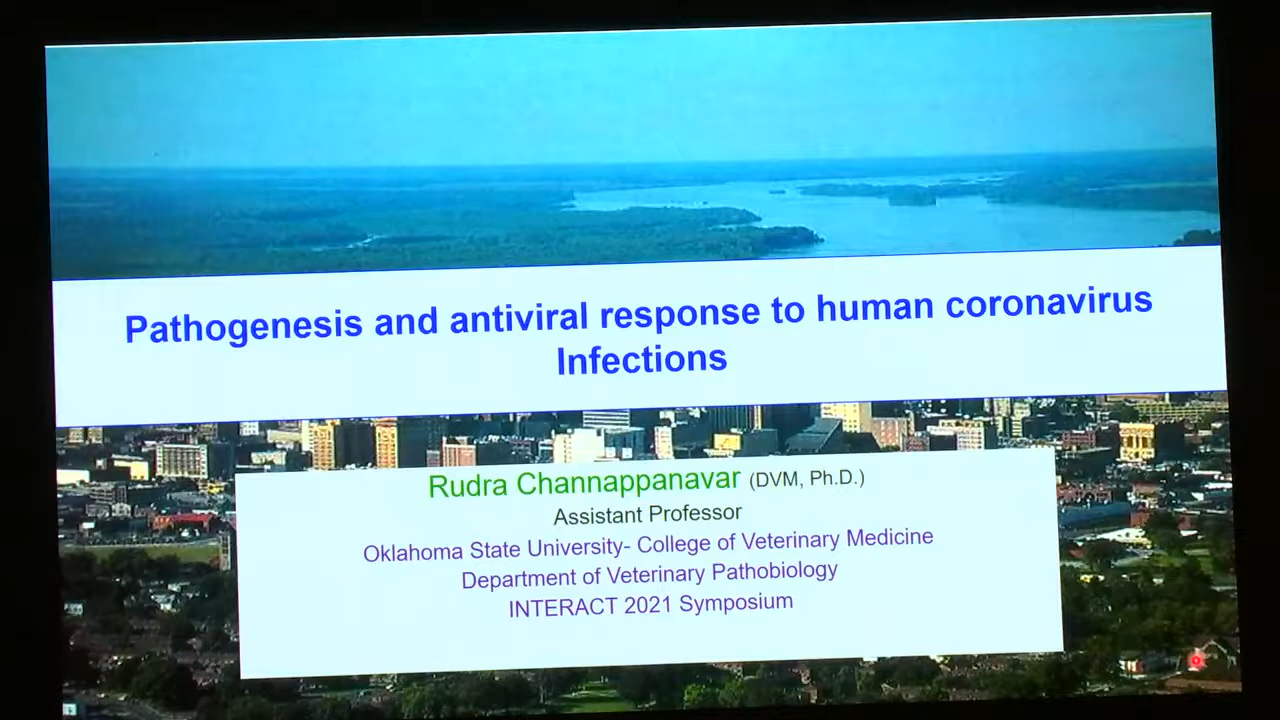 Pathogenesis and antiviral response to human coronavirus
Infections
Rudra Channappanavar (DVM, Ph.D.)
Assistant Professor
Oklahoma State University- College of Veterinary Medicine
Department of Veterinary Pathobiology
INTERACT 2021 Symposium